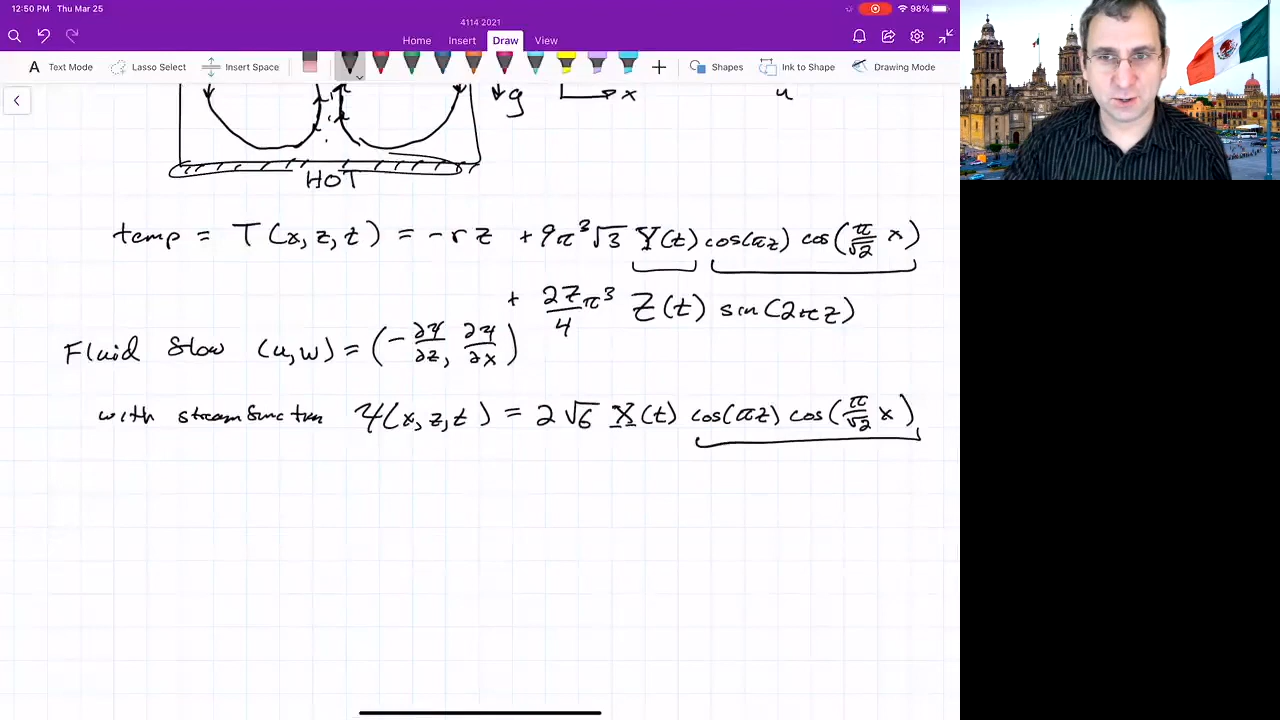 12:50 PM Thu Mar 25
98%
4114 2021
Home Insert Draw View
Text Mode Lasso Select Insert Space Shapes Ink to Shape Drawing Mode
g x u
HOT
temp = T(x,z,t) = -rz + 9π³√3 Y(t) cos(πz) cos(π/√2 x)
+ 27π³/4 Z(t) sin(2πz)
Fluid flow (u,w) = (-∂ψ/∂z, ∂ψ/∂x)
with streamfunction ψ(x,z,t) = 2√6 X(t) cos(πz) cos(π/√2 x)